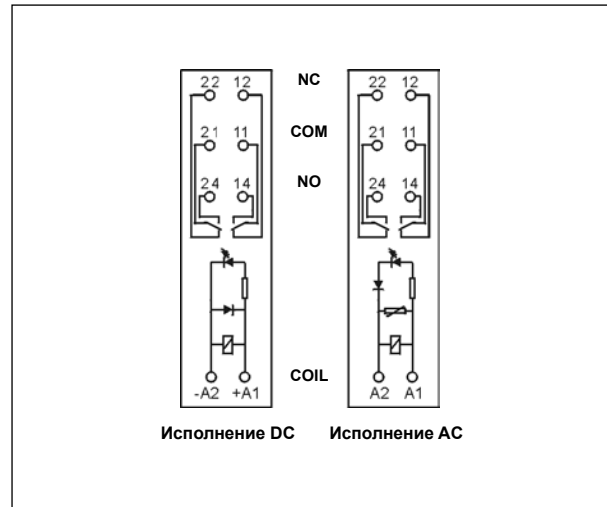 22 12 NC 22 12
21 11 COM 21 11
24 14 NO 24 14
-A2 +A1 COIL A2 A1
Исполнение DC Исполнение AC